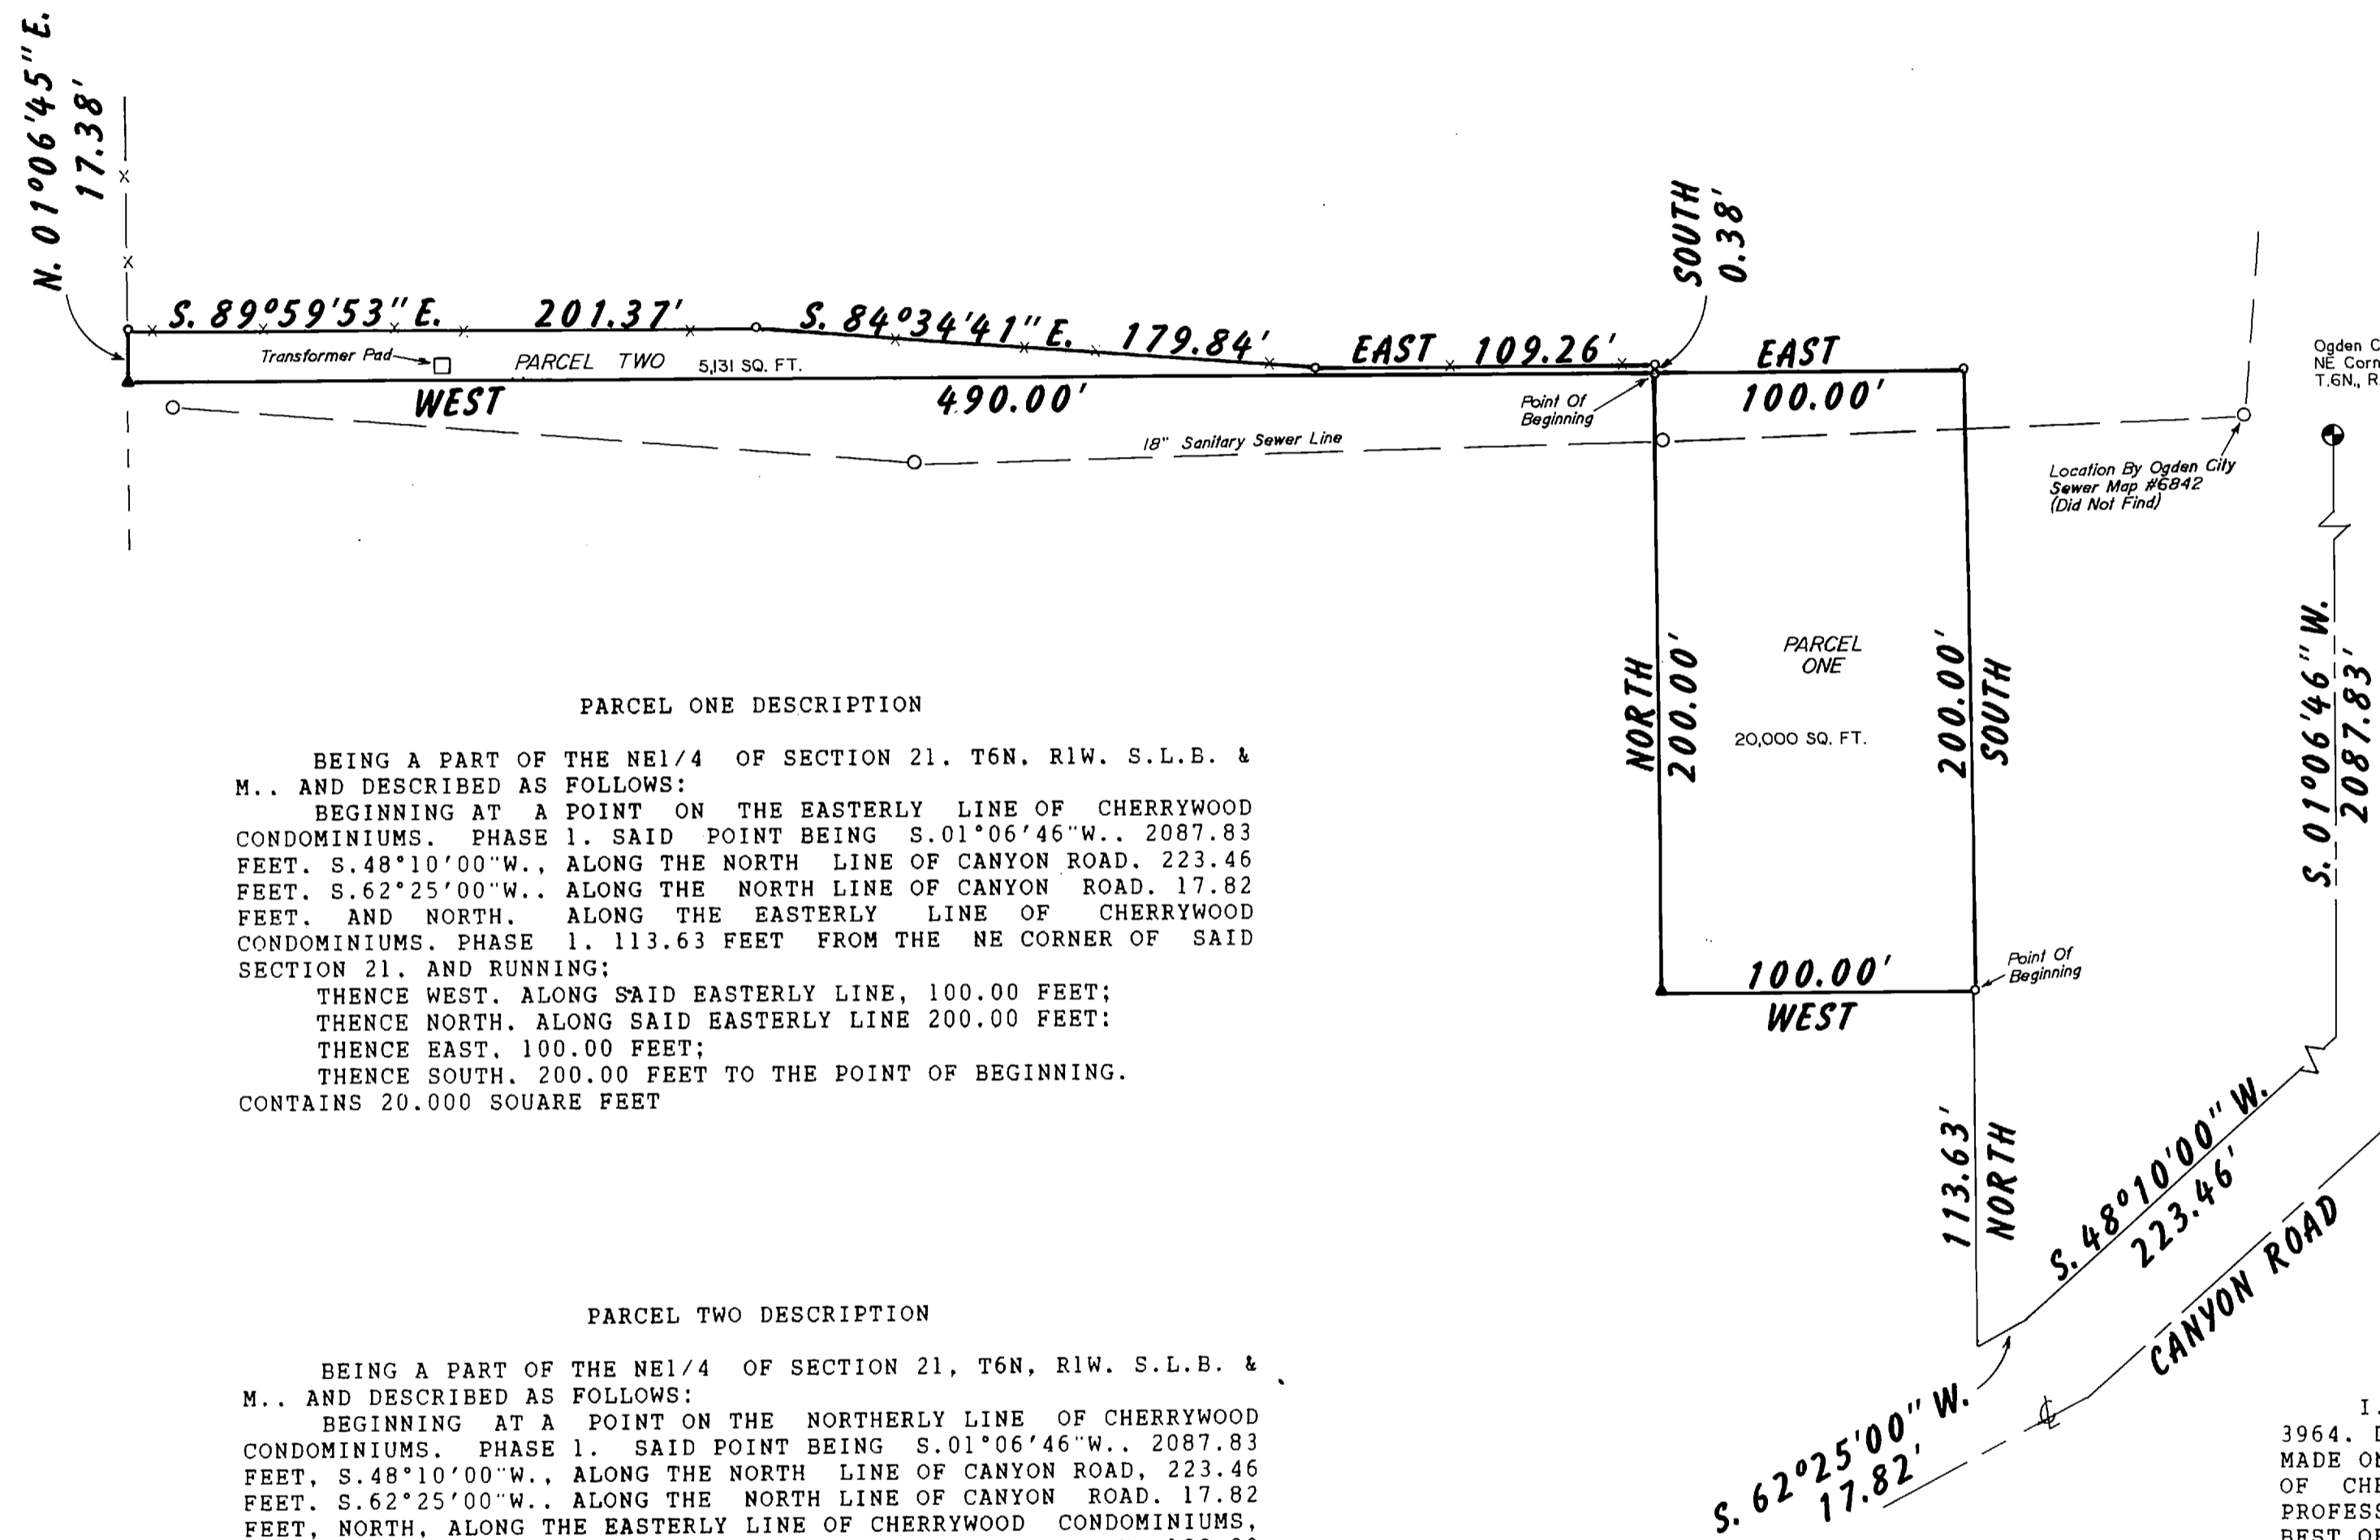 N. 01°06'45" E.
17.38'
S. 89°59'53" E. 201.37'
S. 84°34'41" E. 179.84'
EAST 109.26'
SOUTH
0.38'
EAST
100.00'
Transformer Pad
PARCEL TWO 5,131 SQ. FT.
WEST 490.00'
Point Of
Beginning
18" Sanitary Sewer Line
Location By Ogden City
Sewer Map #6842
(Did Not Find)
Ogden C
NE Corn
T.6N., R
NORTH
200.00'
PARCEL
ONE
20,000 SQ. FT.
200.00'
SOUTH
S. 01°06'46" W.
2087.83'
100.00'
WEST
Point Of
Beginning
113.63'
NORTH
S. 48°10'00" W.
223.46'
CANYON ROAD
S. 62°25'00" W.
17.82'
PARCEL ONE DESCRIPTION
BEING A PART OF THE NE1/4 OF SECTION 21. T6N. R1W. S.L.B. &
M.. AND DESCRIBED AS FOLLOWS:
BEGINNING AT A POINT ON THE EASTERLY LINE OF CHERRYWOOD
CONDOMINIUMS. PHASE 1. SAID POINT BEING S.01°06'46"W.. 2087.83
FEET. S.48°10'00"W., ALONG THE NORTH LINE OF CANYON ROAD. 223.46
FEET. S.62°25'00"W.. ALONG THE NORTH LINE OF CANYON ROAD. 17.82
FEET. AND NORTH. ALONG THE EASTERLY LINE OF CHERRYWOOD
CONDOMINIUMS. PHASE 1. 113.63 FEET FROM THE NE CORNER OF SAID
SECTION 21. AND RUNNING;
THENCE WEST. ALONG SAID EASTERLY LINE, 100.00 FEET;
THENCE NORTH. ALONG SAID EASTERLY LINE 200.00 FEET:
THENCE EAST. 100.00 FEET;
THENCE SOUTH. 200.00 FEET TO THE POINT OF BEGINNING.
CONTAINS 20.000 SOUARE FEET
PARCEL TWO DESCRIPTION
BEING A PART OF THE NE1/4 OF SECTION 21, T6N, R1W. S.L.B. &
M.. AND DESCRIBED AS FOLLOWS:
BEGINNING AT A POINT ON THE NORTHERLY LINE OF CHERRYWOOD
CONDOMINIUMS. PHASE 1. SAID POINT BEING S.01°06'46"W.. 2087.83
FEET, S.48°10'00"W., ALONG THE NORTH LINE OF CANYON ROAD, 223.46
FEET. S.62°25'00"W.. ALONG THE NORTH LINE OF CANYON ROAD. 17.82
FEET, NORTH, ALONG THE EASTERLY LINE OF CHERRYWOOD CONDOMINIUMS,
I.
3964. D
MADE ON
OF CHE
PROFESS
BEST OF